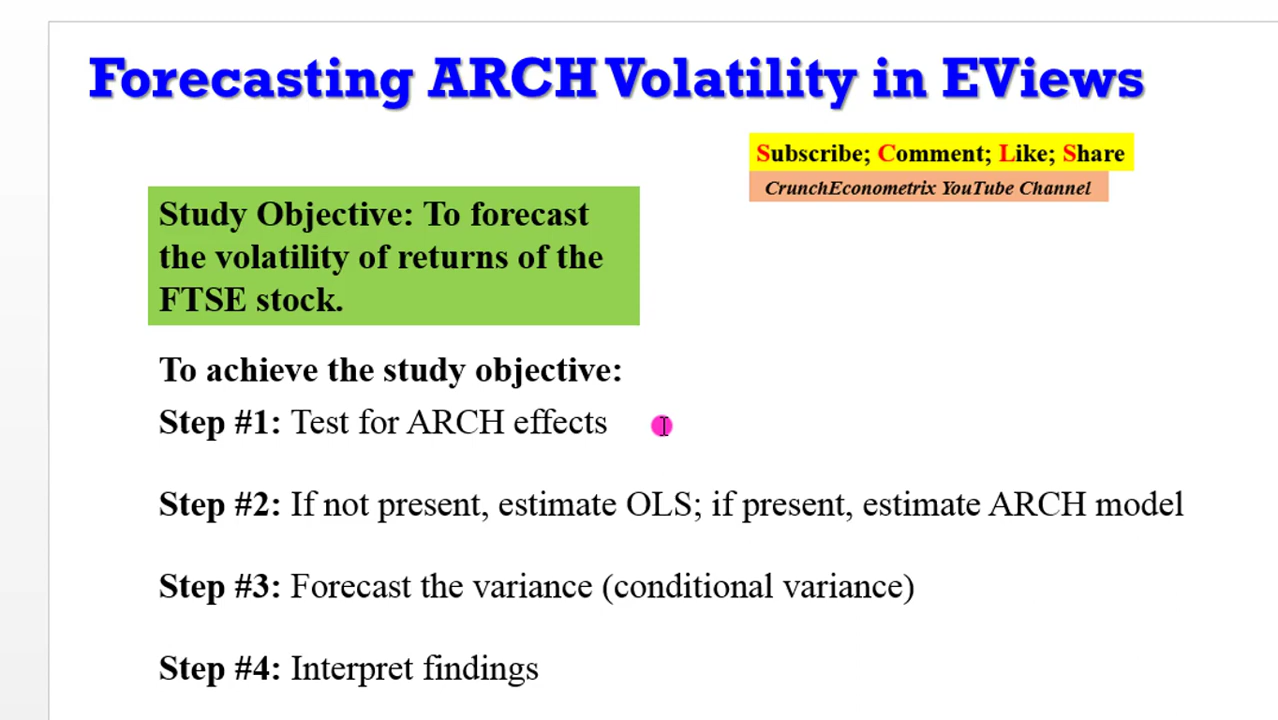 Forecasting ARCH Volatility in EViews
Subscribe; Comment; Like; Share
CrunchEconometrix YouTube Channel
Study Objective: To forecast
the volatility of returns of the
FTSE stock.
To achieve the study objective:
Step #1: Test for ARCH effects
Step #2: If not present, estimate OLS; if present, estimate ARCH model
Step #3: Forecast the variance (conditional variance)
Step #4: Interpret findings